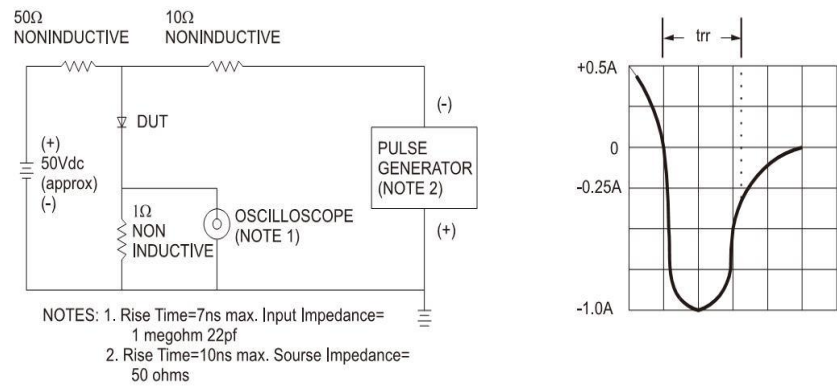 50Ω
NONINDUCTIVE
10Ω
NONINDUCTIVE
DUT
(+)
50Vdc
(approx)
(-)
1Ω
NON
INDUCTIVE
OSCILLOSCOPE
(NOTE 1)
(-)
PULSE
GENERATOR
(NOTE 2)
(+)
NOTES: 1. Rise Time=7ns max. Input Impedance=
1 megohm 22pf
2. Rise Time=10ns max. Sourse Impedance=
50 ohms
trr
+0.5A
0
-0.25A
-1.0A